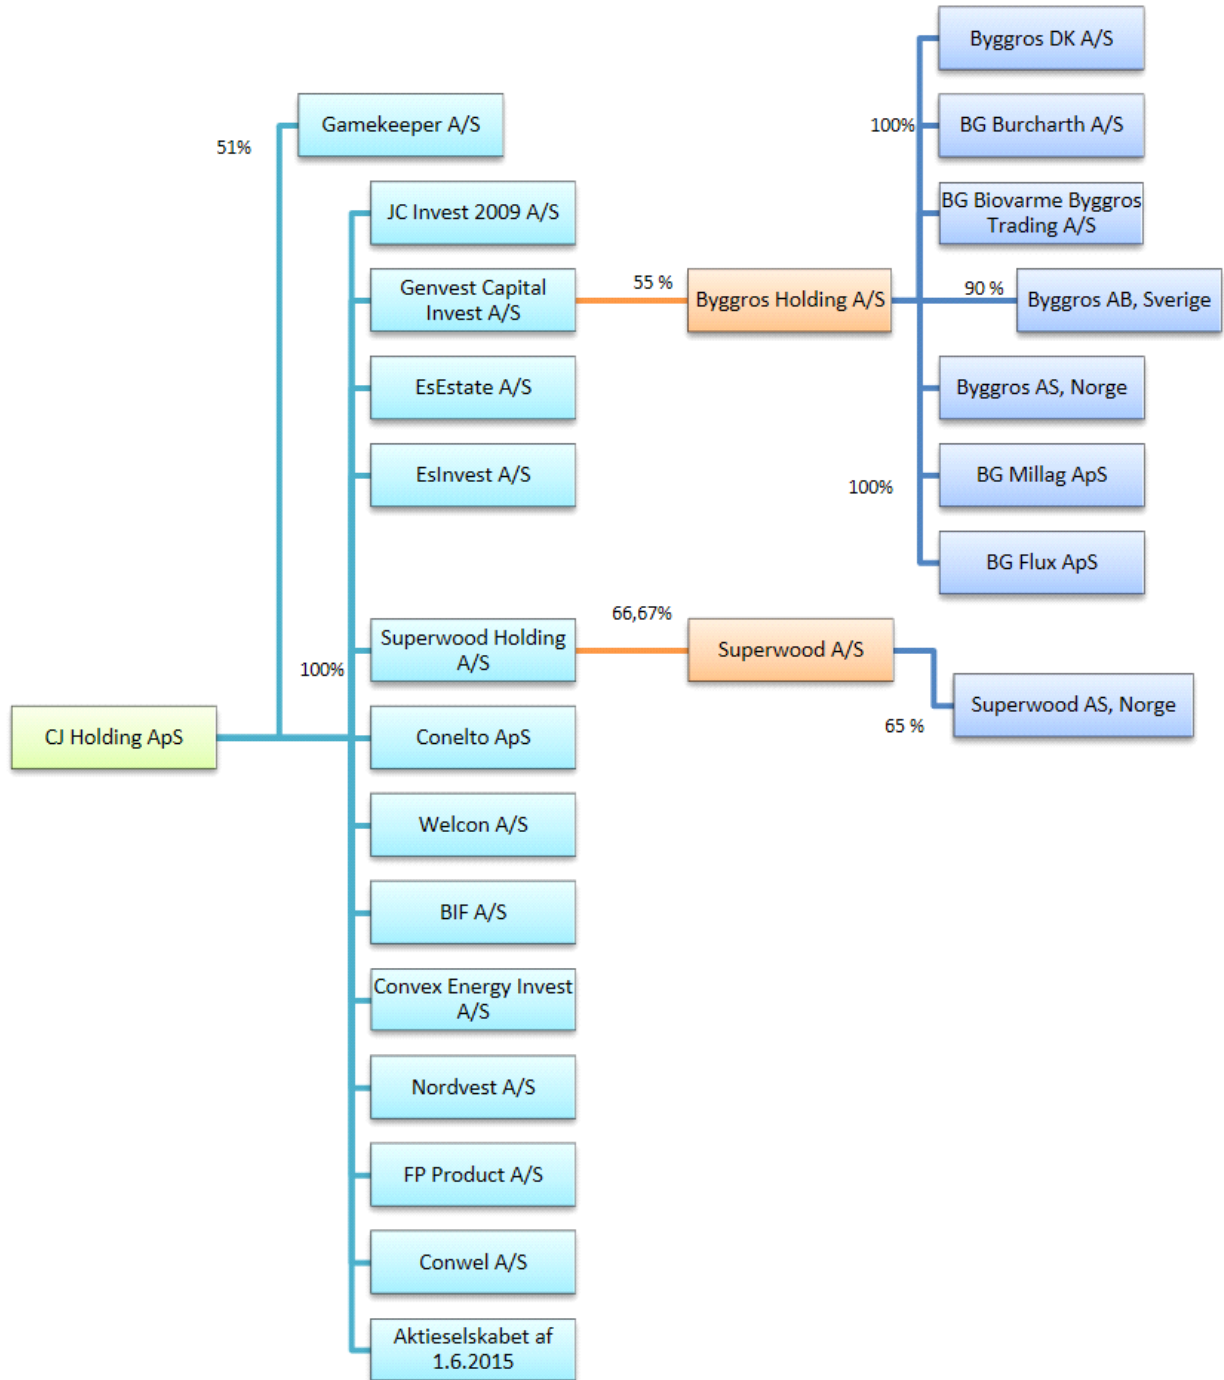 Byggros DK A/S
Gamekeeper A/S
100%
BG Burcharth A/S
51%
JC Invest 2009 A/S
BG Biovarme Byggros
Trading A/S
Genvest Capital
Invest A/S
55 %
Byggros Holding A/S
90 %
Byggros AB, Sverige
EsEstate A/S
Byggros AS, Norge
EsInvest A/S
100%
BG Millag ApS
BG Flux ApS
66,67%
Superwood Holding
A/S
Superwood A/S
100%
Superwood AS, Norge
65 %
CJ Holding ApS
Conelto ApS
Welcon A/S
BIF A/S
Convex Energy Invest
A/S
Nordvest A/S
FP Product A/S
Conwel A/S
Aktieselskabet af
1.6.2015